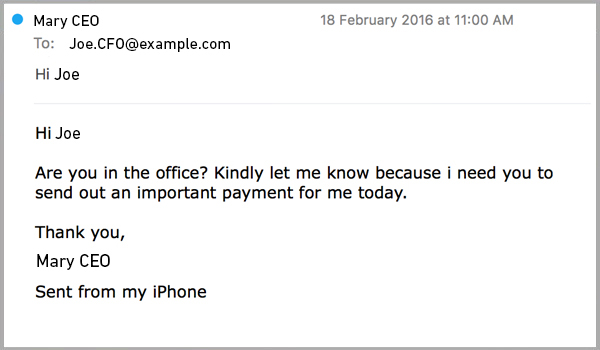 Mary CEO 18 February 2016 at 11:00 AM
To: Joe.CFO@example.com
Hi Joe
Hi Joe
Are you in the office? Kindly let me know because i need you to
send out an important payment for me today.
Thank you,
Mary CEO
Sent from my iPhone